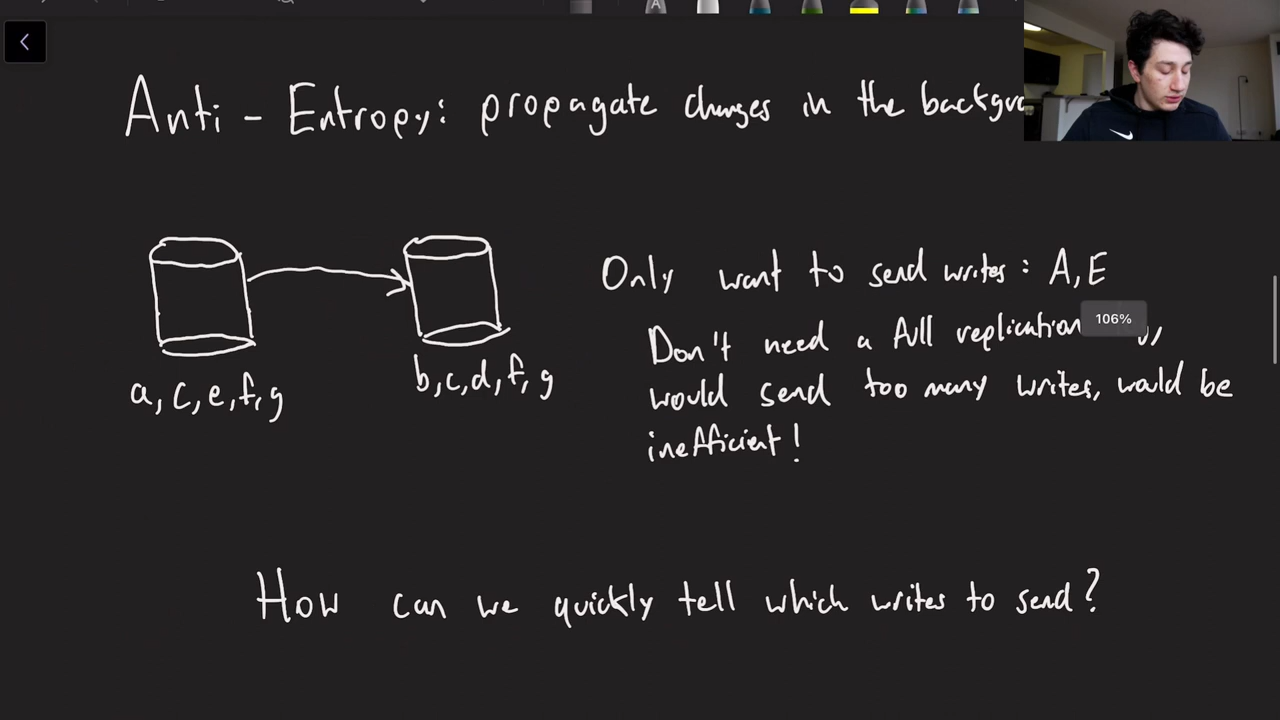 Anti - Entropy: propagate changes in the
Only want to send writes: A, E
106%
Don't need a full replication
would send too many writes, would be
inefficient!
a, c, e, f, g
b, c, d, f, g
How can we quickly tell which writes to send?